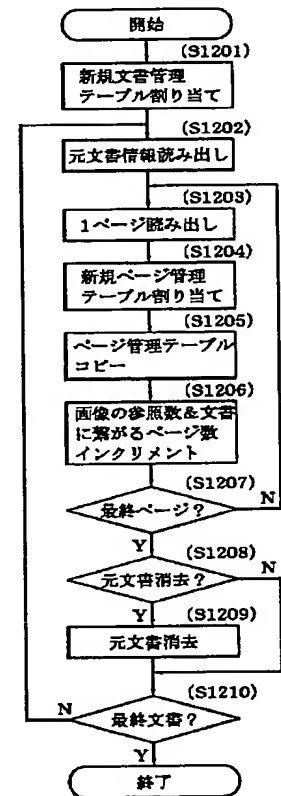 開始
(S1201)
新規文書管理
テーブル割り当て
(S1202)
元文書情報読み出し
(S1203)
1ページ読み出し
(S1204)
新規ページ管理
テーブル割り当て
(S1205)
ページ管理テーブル
コピー
(S1206)
画像の参照数&文書
に繋がるページ数
インクリメント
(S1207)
最終ページ?
N
Y
(S1208)
元文書消去?
N
Y
(S1209)
元文書消去
(S1210)
N
最終文書?
Y
終了